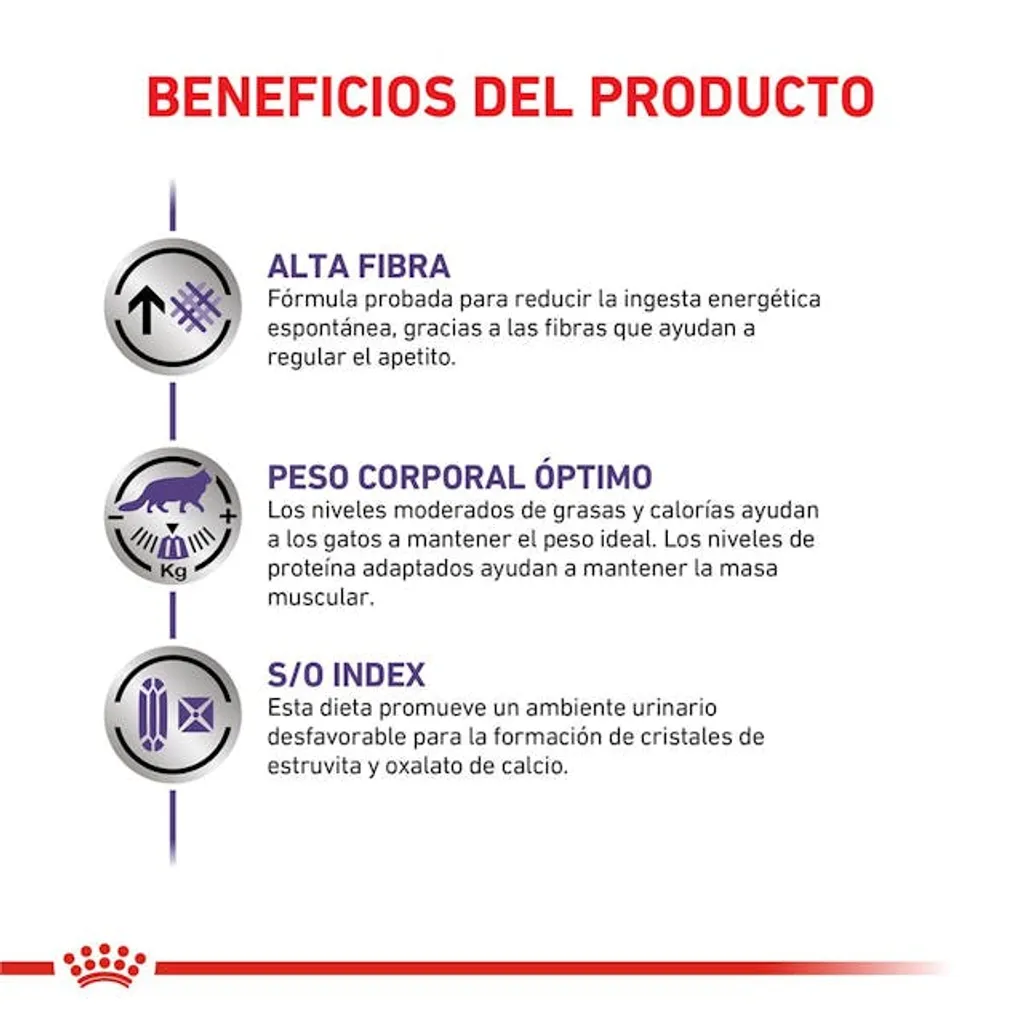 BENEFICIOS DEL PRODUCTO
ALTA FIBRA
Fórmula probada para reducir la ingesta energética
espontánea, gracias a las fibras que ayudan a
regular el apetito.
PESO CORPORAL ÓPTIMO
Los niveles moderados de grasas y calorías ayudan
a los gatos a mantener el peso ideal. Los niveles de
proteína adaptados ayudan a mantener la masa
muscular.
- +
Kg
S/O INDEX
Esta dieta promueve un ambiente urinario
desfavorable para la formación de cristales de
estruvita y oxalato de calcio.